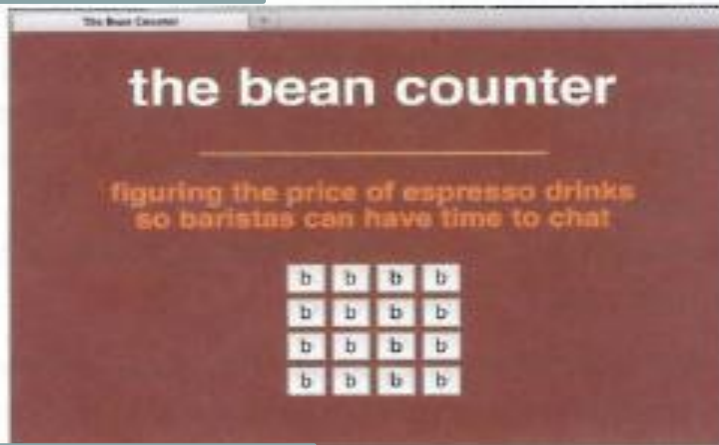 The Bean Counter
the bean counter
figuring the price of espresso drinks
so baristas can have time to chat
b b b b
b b b b
b b b b
b b b b